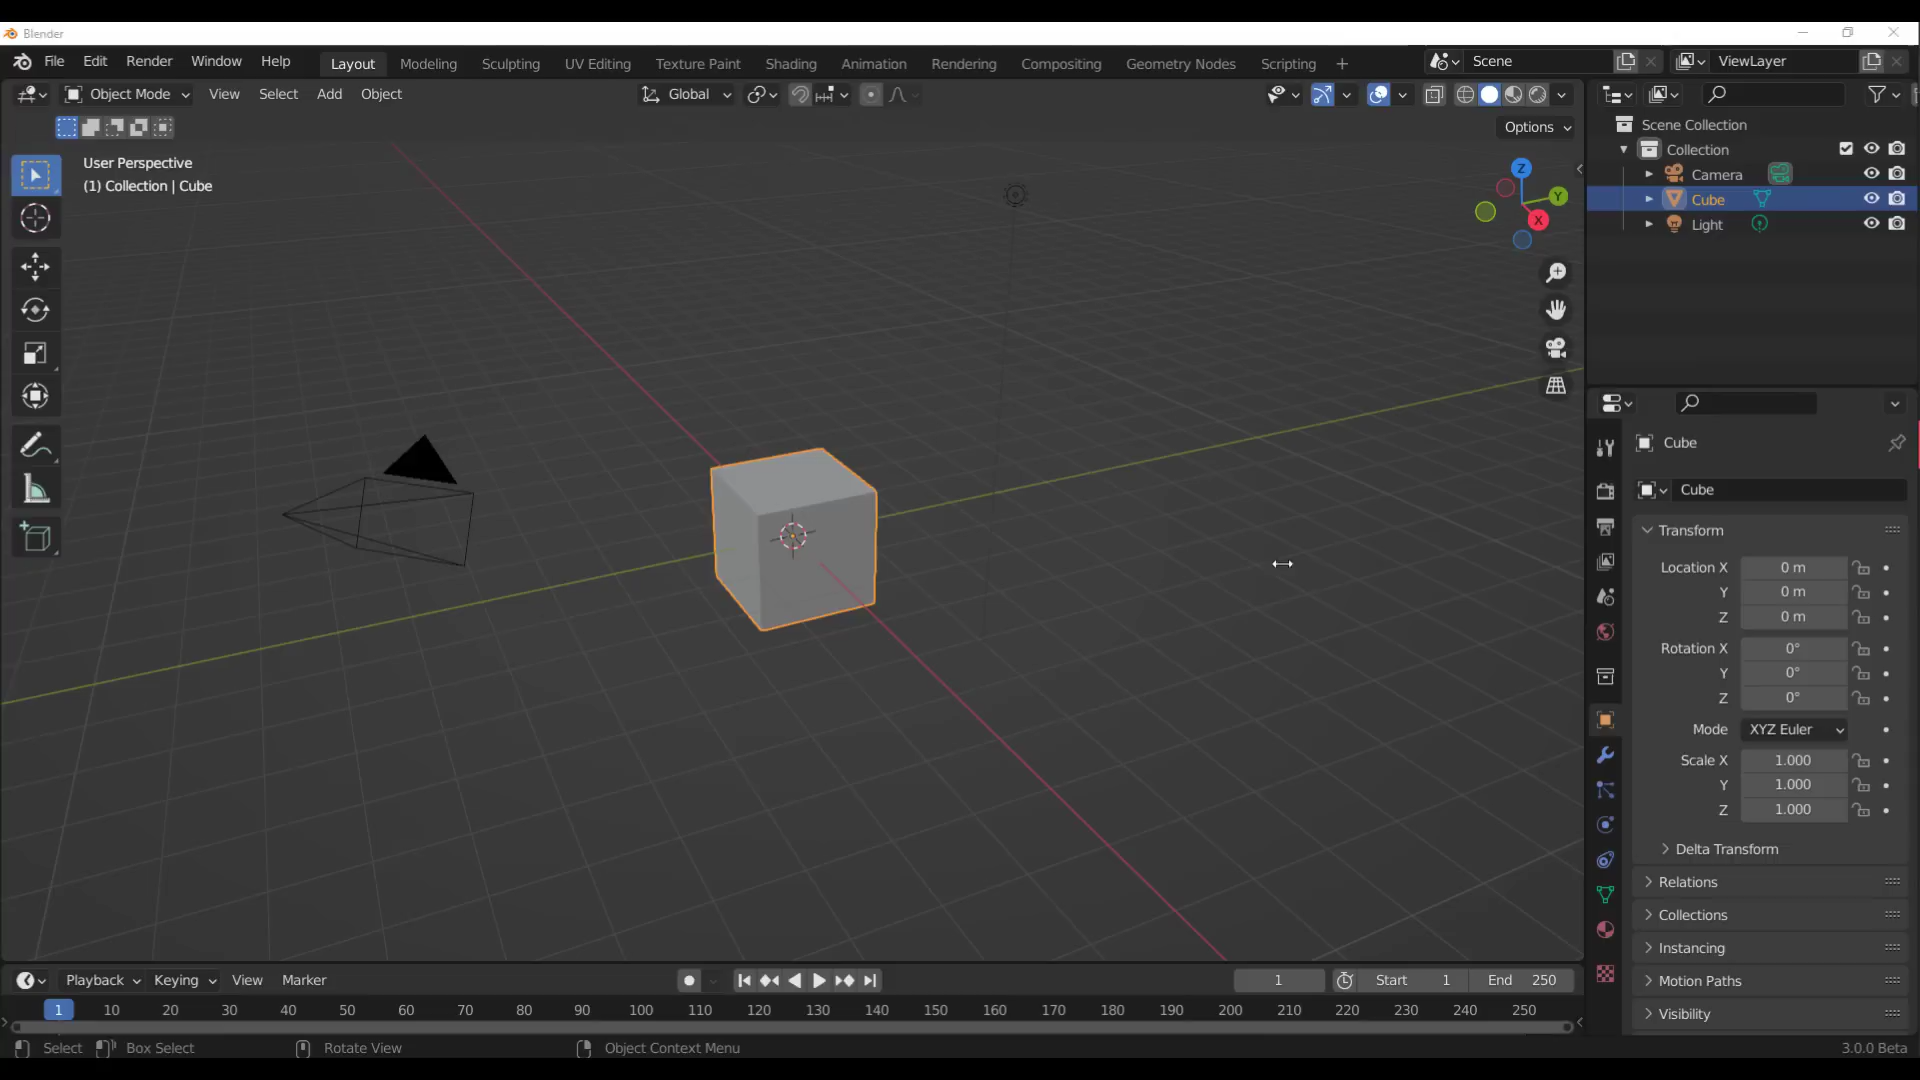 Blender
File Edit Render Window Help Layout Modeling Sculpting UV Editing Texture Paint Shading Animation Rendering Compositing Geometry Nodes Scripting + Scene ViewLayer
Object Mode View Select Add Object Global
Options
User Perspective
(1) Collection | Cube
Z
Y
X
Scene Collection
Collection
Camera
Cube
Light
Cube
Cube
Transform
Location X 0 m
Y 0 m
Z 0 m
Rotation X 0°
Y 0°
Z 0°
Mode XYZ Euler
Scale X 1.000
Y 1.000
Z 1.000
Delta Transform
Relations
Collections
Instancing
Motion Paths
Visibility
Playback Keying View Marker 1 Start 1 End 250
1 10 20 30 40 50 60 70 80 90 100 110 120 130 140 150 160 170 180 190 200 210 220 230 240 250
Select Box Select Rotate View Object Context Menu 3.0.0 Beta